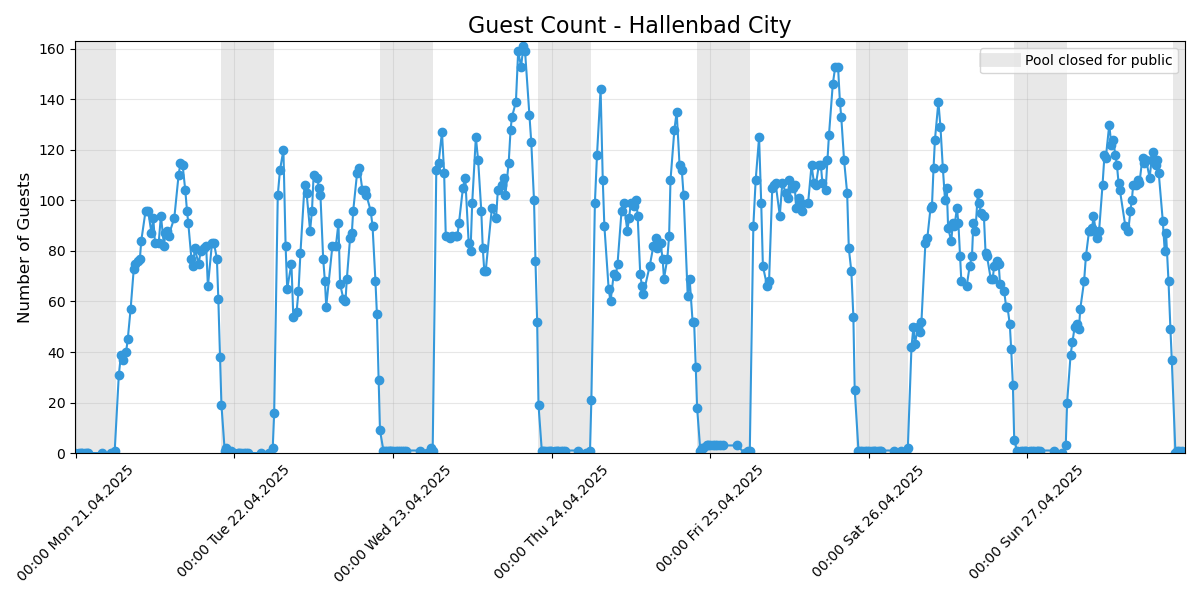 Guest Count - Hallenbad City
Pool closed for public
Number of Guests
160
140
120
100
80
60
40
20
0
00:00 Mon 21.04.2025
00:00 Tue 22.04.2025
00:00 Wed 23.04.2025
00:00 Thu 24.04.2025
00:00 Fri 25.04.2025
00:00 Sat 26.04.2025
00:00 Sun 27.04.2025